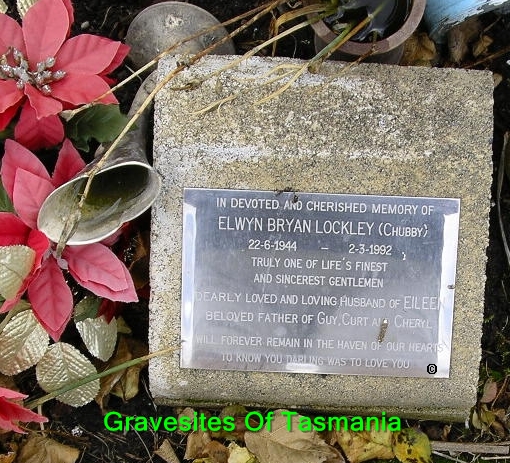 IN DEVOTED AND CHERISHED MEMORY OF
ELWYN BRYAN LOCKLEY (CHUBBY)
22-6-1944 - 2-3-1992
TRULY ONE OF LIFE'S FINEST
AND SINCEREST GENTLEMEN
DEARLY LOVED AND LOVING HUSBAND OF EILEEN
BELOVED FATHER OF GUY, CURT AND CHERYL
WILL FOREVER REMAIN IN THE HAVEN OF OUR HEARTS
TO KNOW YOU DARLING WAS TO LOVE YOU
©
Gravesites Of Tasmania